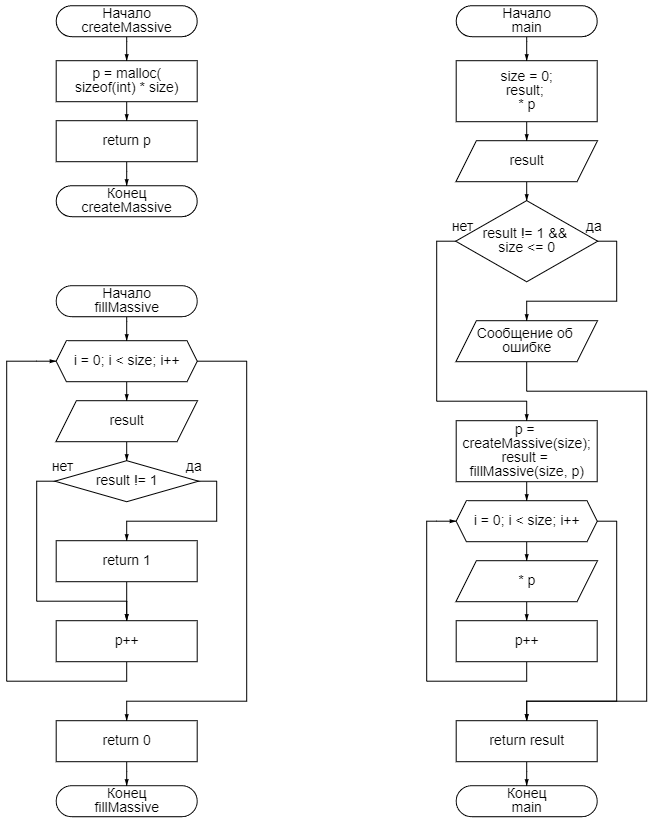 Начало
createMassive
p = malloc(
sizeof(int) * size)
return p
Конец
createMassive
Начало
fillMassive
i = 0; i < size; i++
result
нет
да
result != 1
return 1
p++
return 0
Конец
fillMassive
Начало
main
size = 0;
result;
* p
result
нет
да
result != 1 &&
size <= 0
Сообщение об
ошибке
p =
createMassive(size);
result =
fillMassive(size, p)
i = 0; i < size; i++
* p
p++
return result
Конец
main